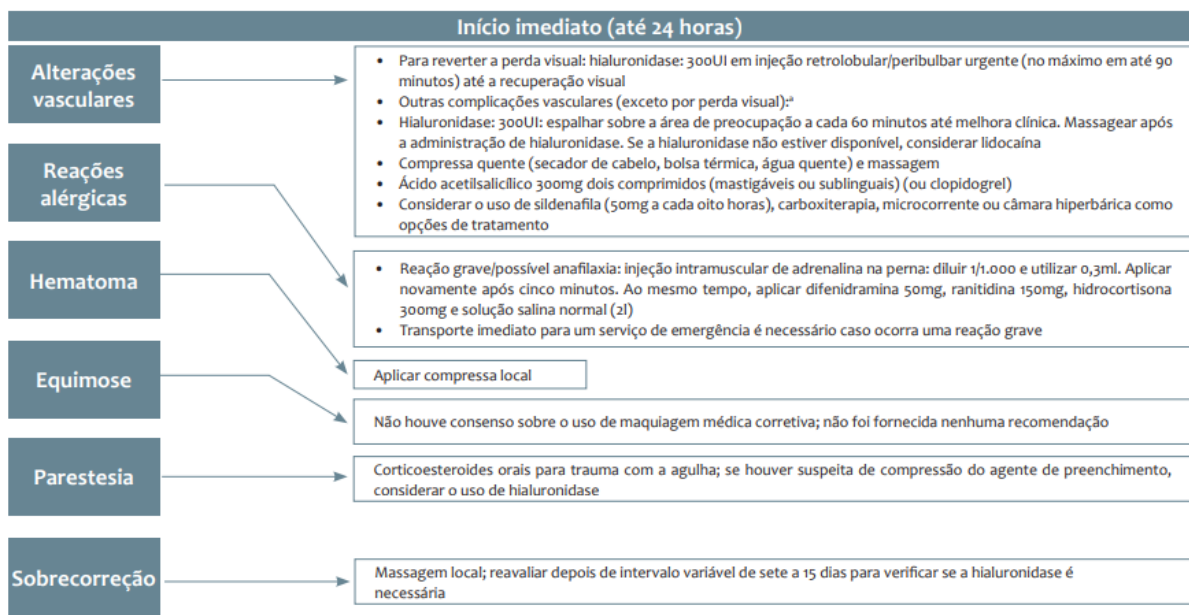 Início imediato (até 24 horas)
Alterações
vasculares
• Para reverter a perda visual: hialuronidase: 300UI em injeção retrolobular/peribulbar urgente (no máximo em até 90
minutos) até a recuperação visual
• Outras complicações vasculares (exceto por perda visual):ª
• Hialuronidase: 300UI: espalhar sobre a área de preocupação a cada 60 minutos até melhora clínica. Massagear após
a administração de hialuronidase. Se a hialuronidase não estiver disponível, considerar lidocaína
• Compressa quente (secador de cabelo, bolsa térmica, água quente) e massagem
• Ácido acetilsalicílico 300mg dois comprimidos (mastigáveis ou sublinguais) (ou clopidogrel)
• Considerar o uso de sildenafila (50mg a cada oito horas), carboxiterapia, microcorrente ou câmara hiperbárica como
opções de tratamento
Reações
alérgicas
• Reação grave/possível anafilaxia: injeção intramuscular de adrenalina na perna: diluir 1/1.000 e utilizar 0,3ml. Aplicar
novamente após cinco minutos. Ao mesmo tempo, aplicar difenidramina 50mg, ranitidina 150mg, hidrocortisona
300mg e solução salina normal (2l)
• Transporte imediato para um serviço de emergência é necessário caso ocorra uma reação grave
Hematoma
Aplicar compressa local
Equimose
Não houve consenso sobre o uso de maquiagem médica corretiva; não foi fornecida nenhuma recomendação
Parestesia
Corticoesteroides orais para trauma com a agulha; se houver suspeita de compressão do agente de preenchimento,
considerar o uso de hialuronidase
Sobrecorreção
Massagem local; reavaliar depois de intervalo variável de sete a 15 dias para verificar se a hialuronidase é
necessária